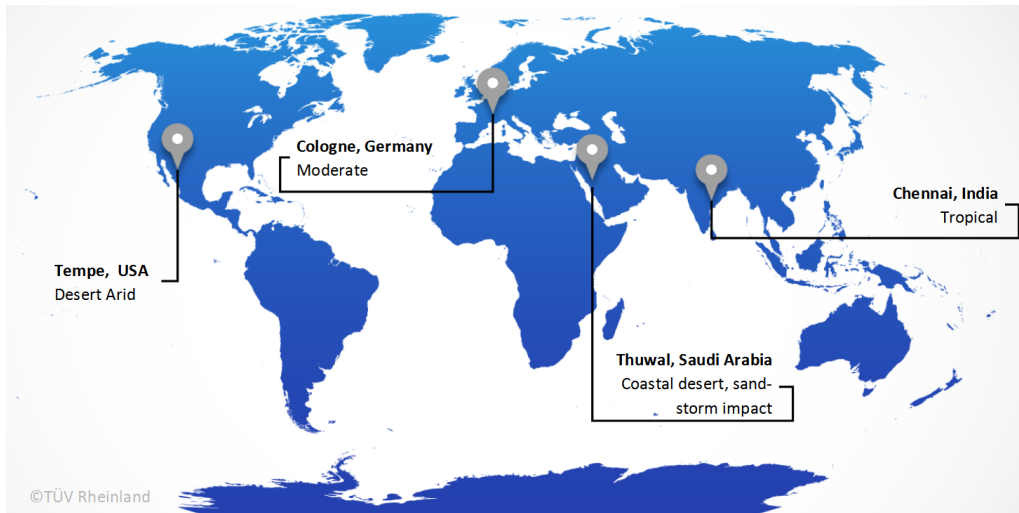 Cologne, Germany
Moderate
Chennai, India
Tropical
Tempe,  USA
Desert Arid
Thuwal, Saudi Arabia
Coastal desert, sand-
storm impact
©TÜV Rheinland